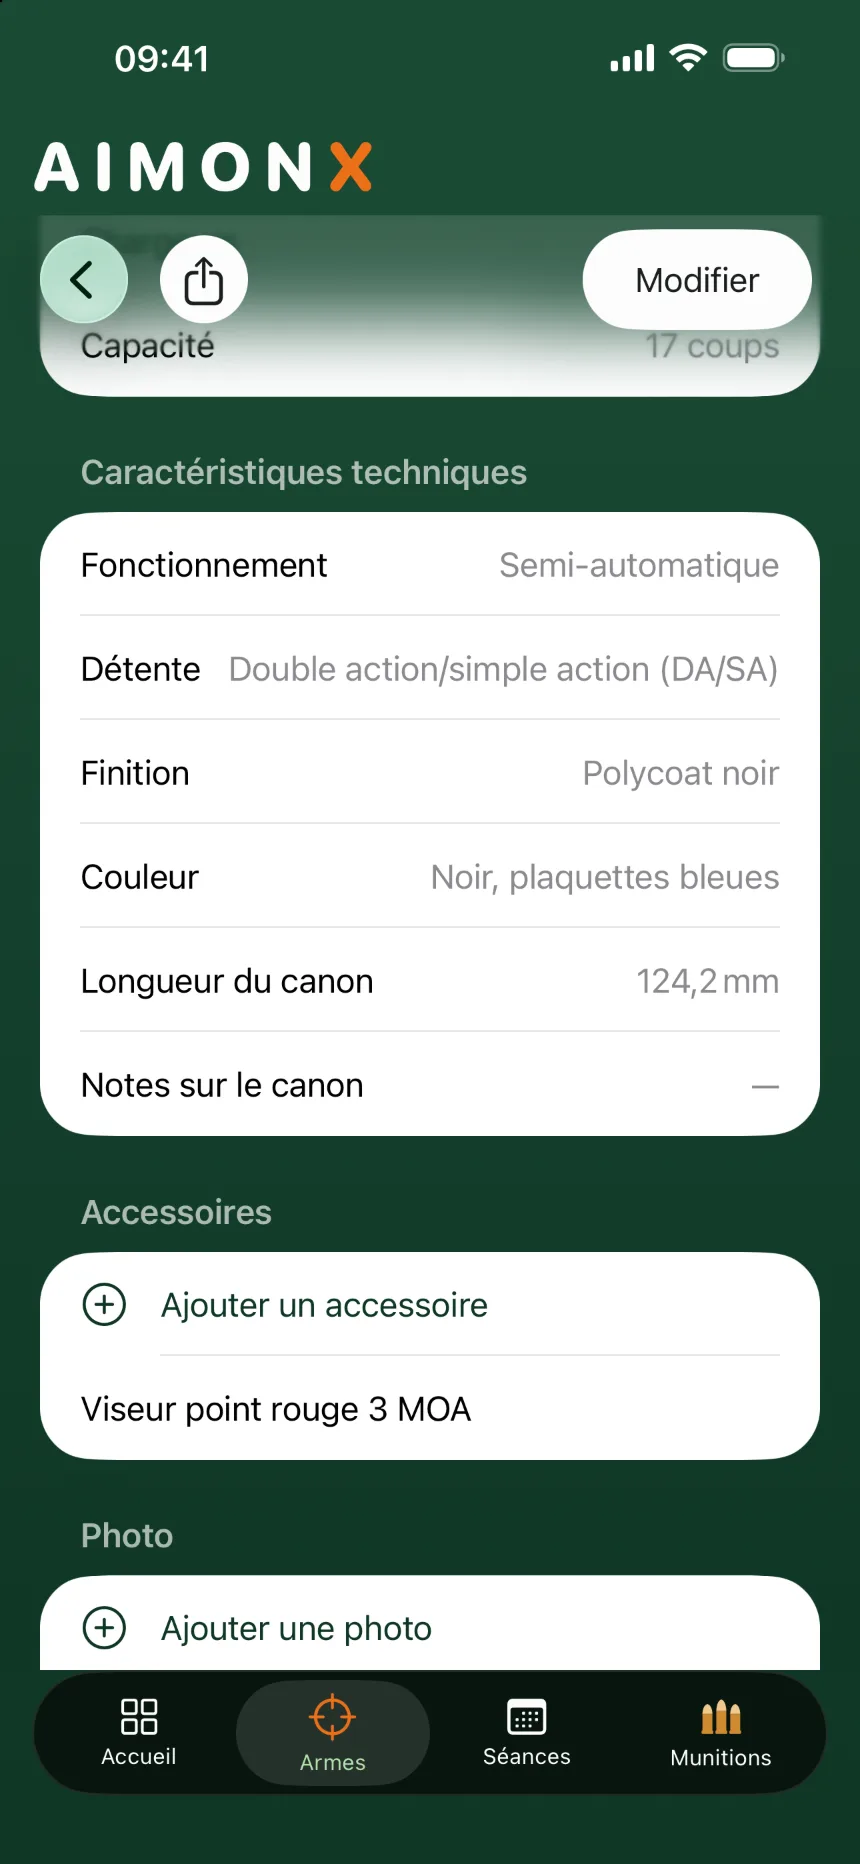 09:41
AIMONX
Modifier
Capacité 17 coups
Caractéristiques techniques
Fonctionnement Semi-automatique
Détente Double action/simple action (DA/SA)
Finition Polycoat noir
Couleur Noir, plaquettes bleues
Longueur du canon 124,2 mm
Notes sur le canon —
Accessoires
Ajouter un accessoire
Viseur point rouge 3 MOA
Photo
Ajouter une photo
Accueil Armes Séances Munitions